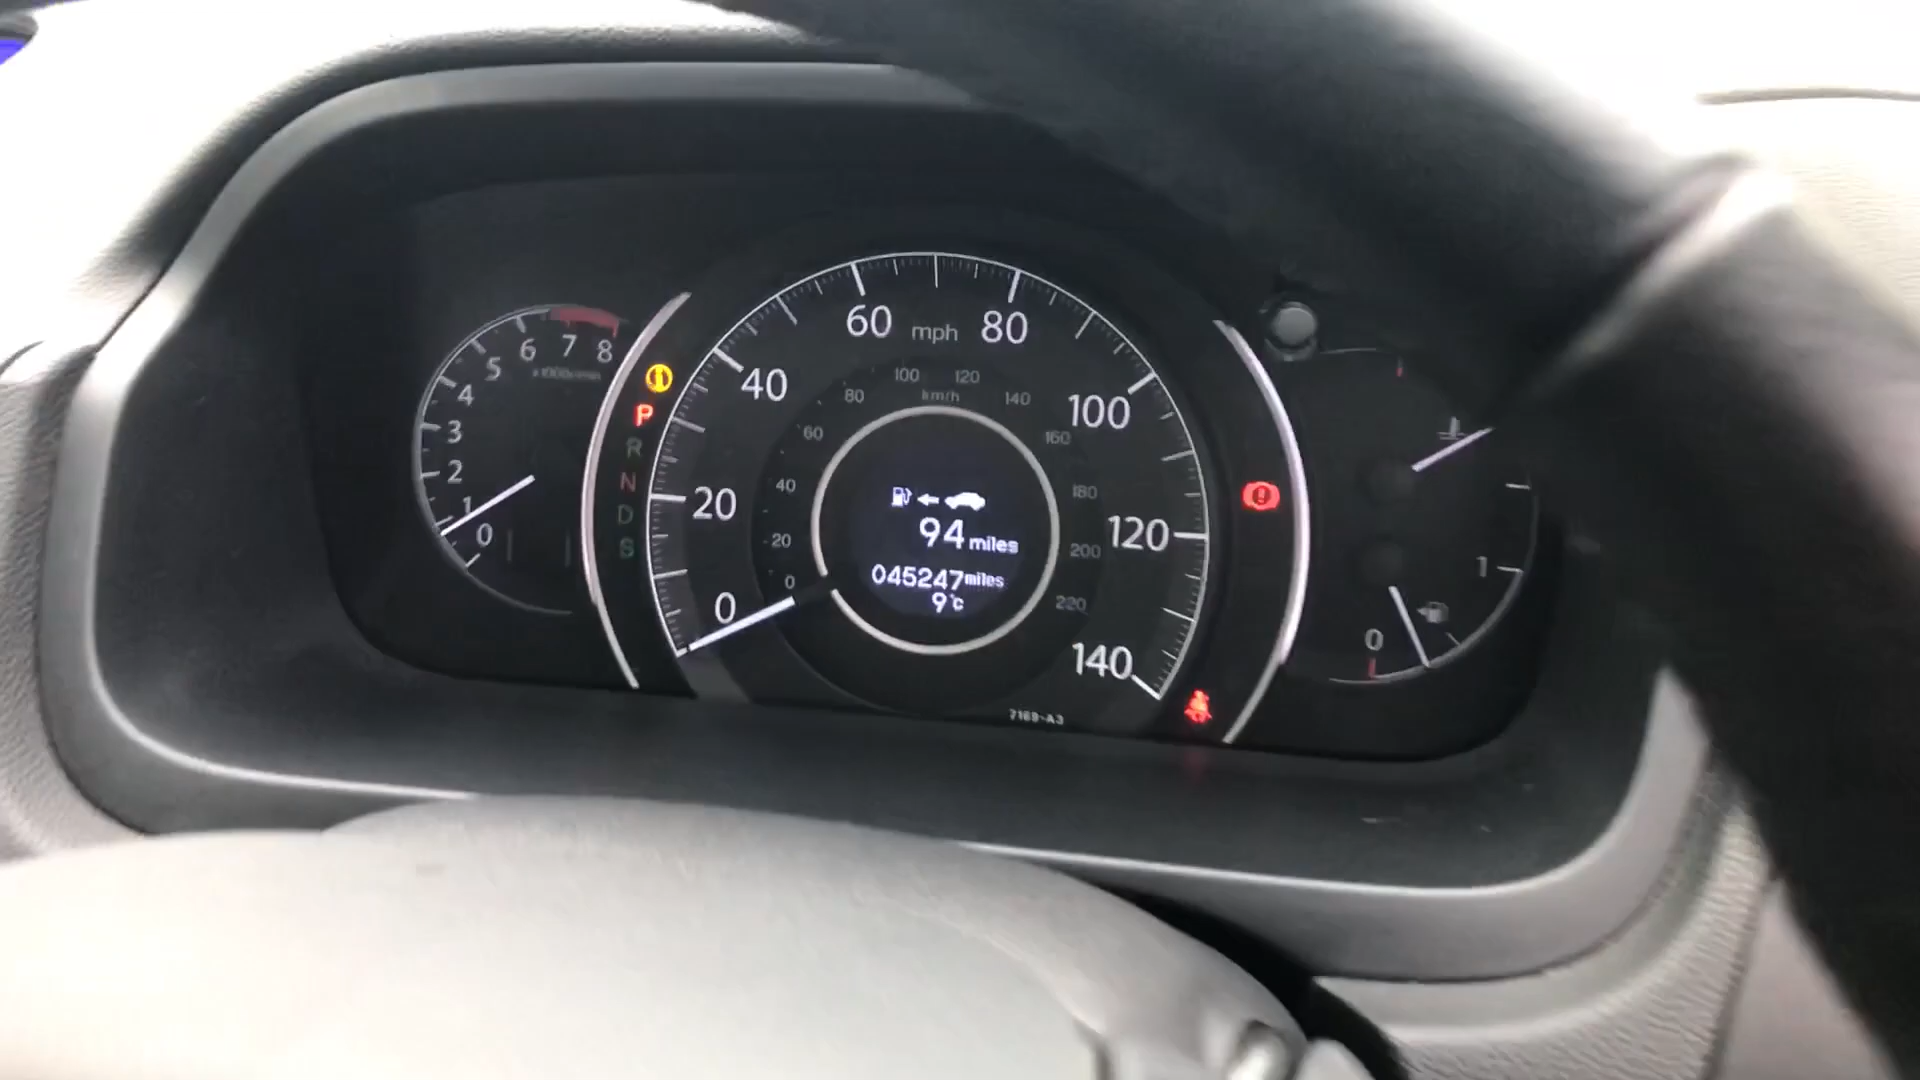 0 1 2 3 4 5 6 7 8
P
R
N
D
S
0 20 40 60 80 100 120 140
mph
0 20 40 60 80 100 120 140 160 180 200 220
km/h
94 miles
045247miles
9°c
7169-A3
0 1